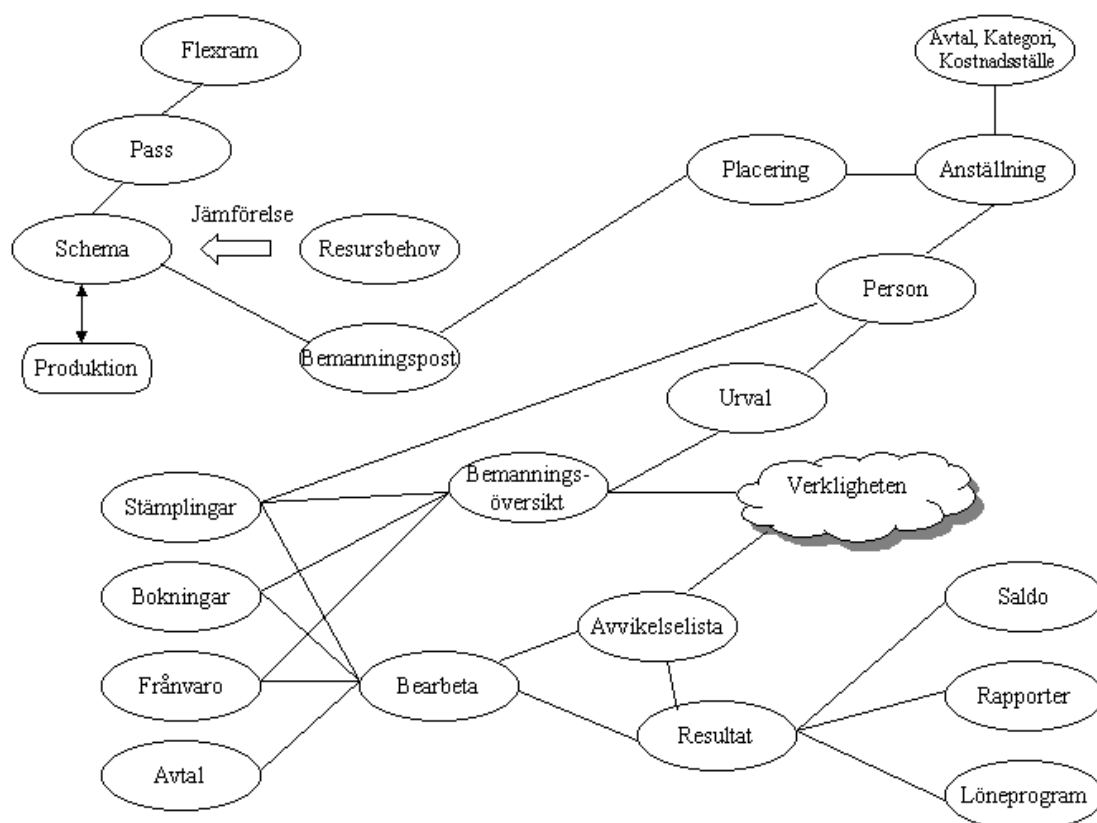 Flexram
Avtal, Kategori,
Kostnadsställe
Pass
Placering
Anställning
Jämförelse
Schema
Resursbehov
Person
Produktion
Bemanningspost
Urval
Stämplingar
Bemannings-
översikt
Verkligheten
Bokningar
Saldo
Avvikelselista
Frånvaro
Bearbeta
Rapporter
Resultat
Avtal
Löneprogram